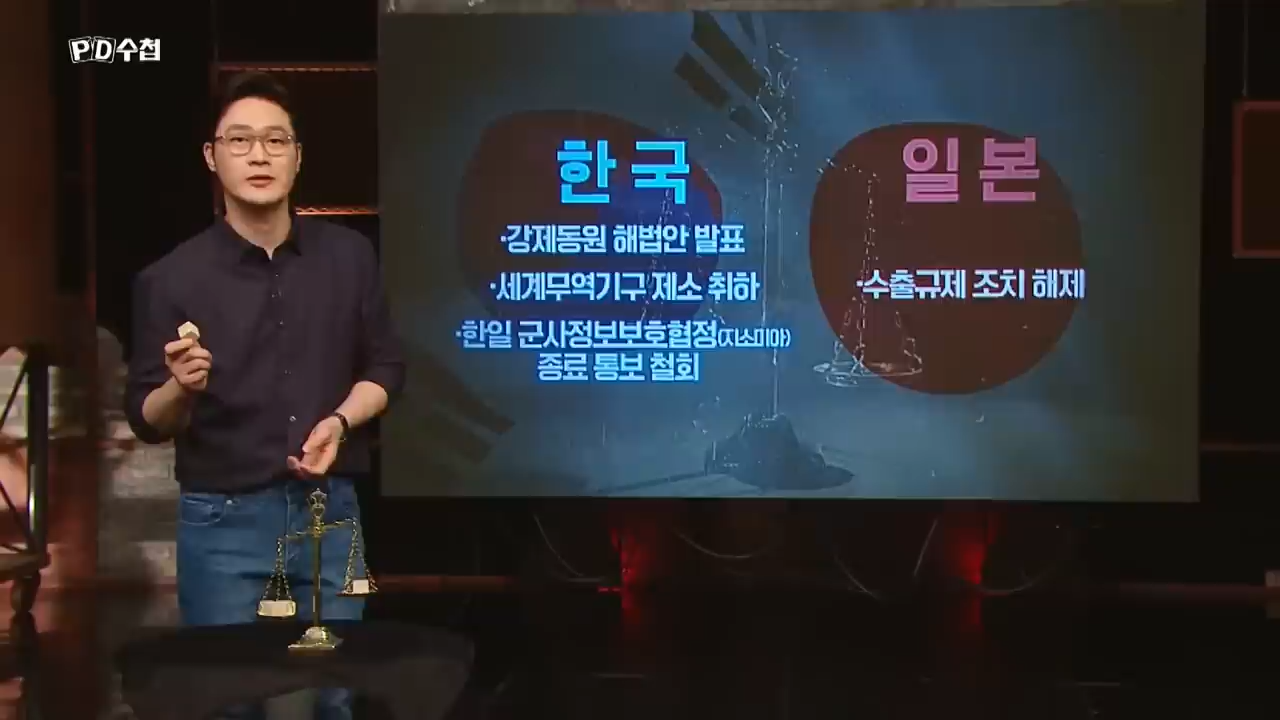 PD수첩
한국
·강제동원 해법안 발표
·세계무역기구 제소 취하
·한일 군사정보보호협정(지소미아)
종료 통보 철회
일본
·수출규제 조치 해제